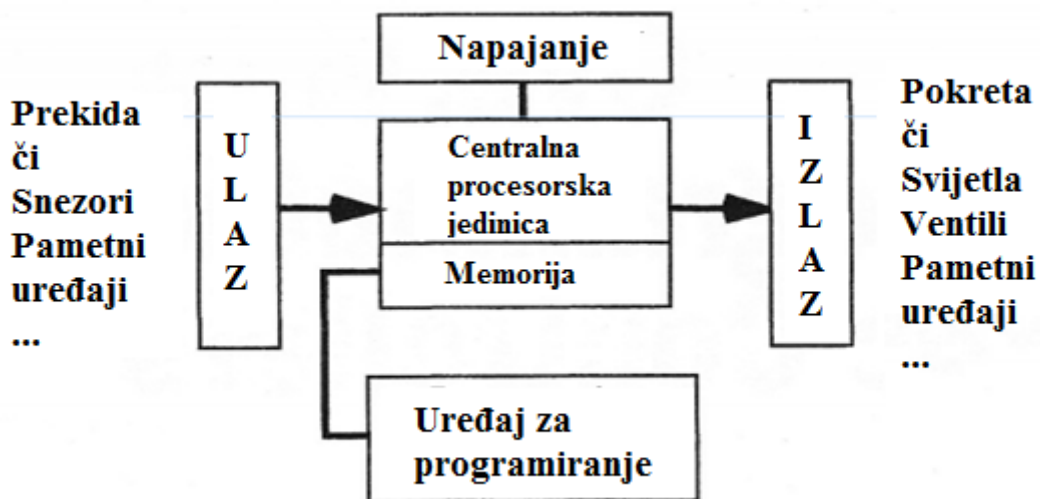 Napajanje
Prekida
či
Snezori
Pametni
uređaji
...
U
L
A
Z
Centralna
procesorska
jedinica
Memorija
I
Z
L
A
Z
Pokreta
či
Svijetla
Ventili
Pametni
uređaji
...
Uređaj za
programiranje